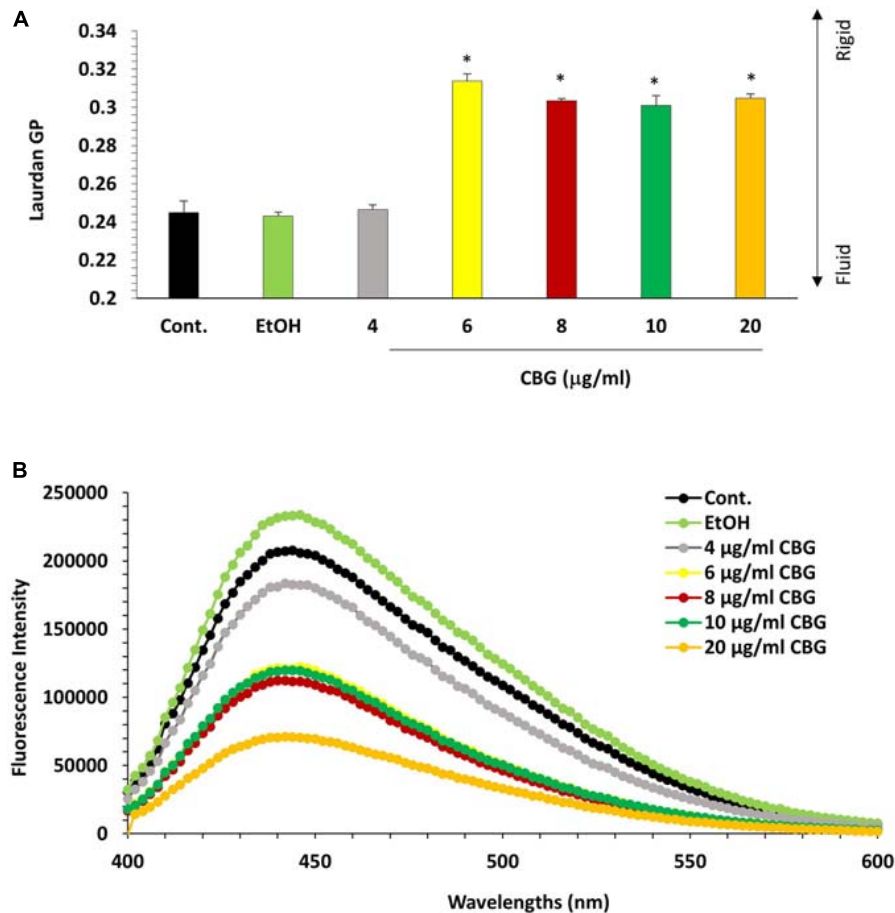 A
Laurdan GP
0.34
0.32
0.3
0.28
0.26
0.24
0.22
0.2
* * * *
Cont. EtOH 4 6 8 10 20
CBG (μg/ml)
Rigid
Fluid
B
Fluorescence Intensity
250000
200000
150000
100000
50000
0
400 450 500 550 600
Wavelengths (nm)
Cont.
EtOH
4 μg/ml CBG
6 μg/ml CBG
8 μg/ml CBG
10 μg/ml CBG
20 μg/ml CBG